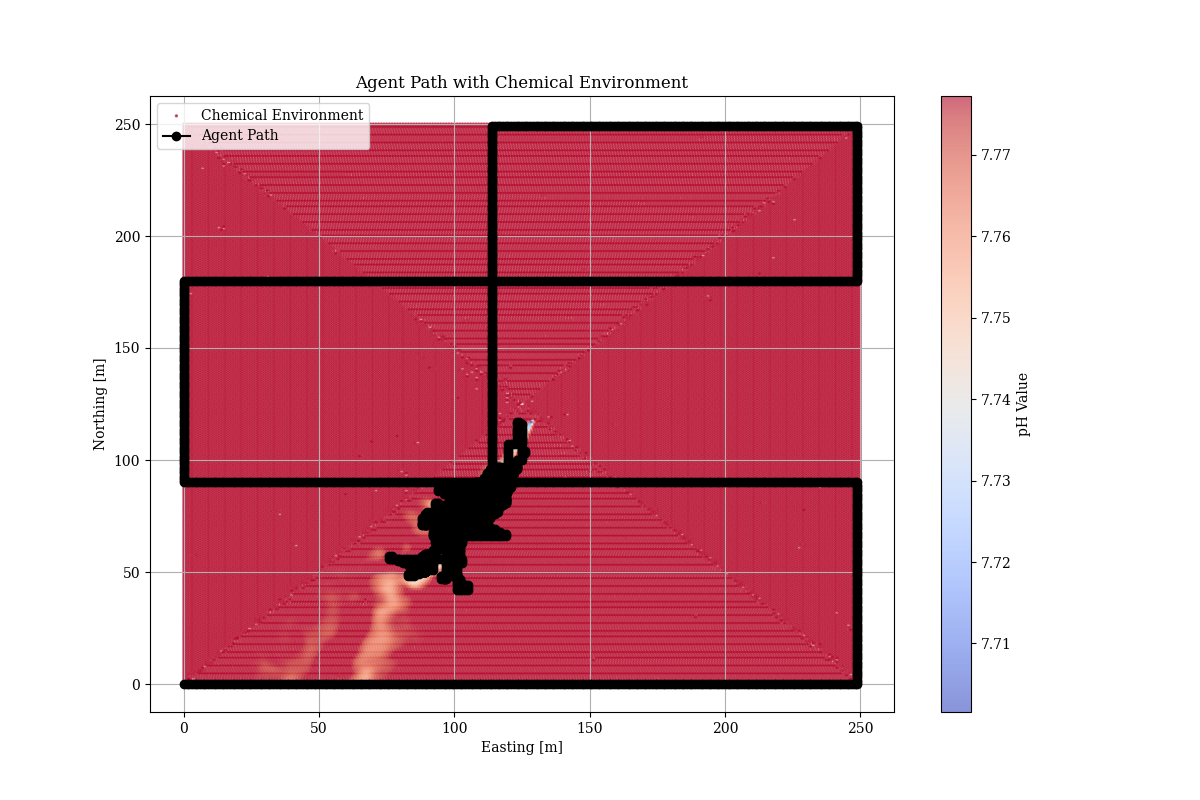 Agent Path with Chemical Environment
Chemical Environment
Agent Path
250
200
150
100
50
0
Northing [m]
0 50 100 150 200 250
Easting [m]
7.77
7.76
7.75
7.74
7.73
7.72
7.71
pH Value